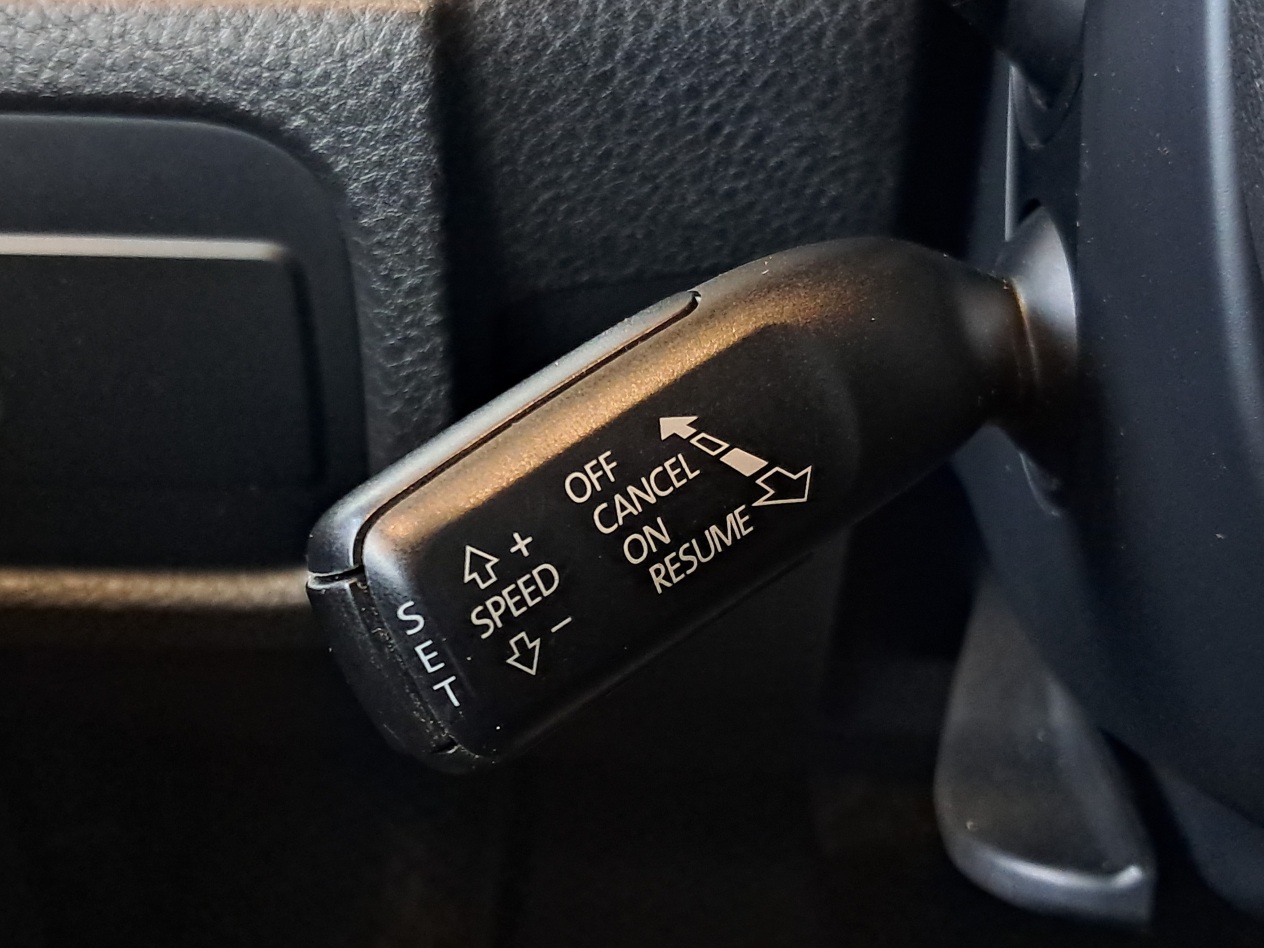 OFF
CANCEL
ON
RESUME
+
SPEED
−
SET